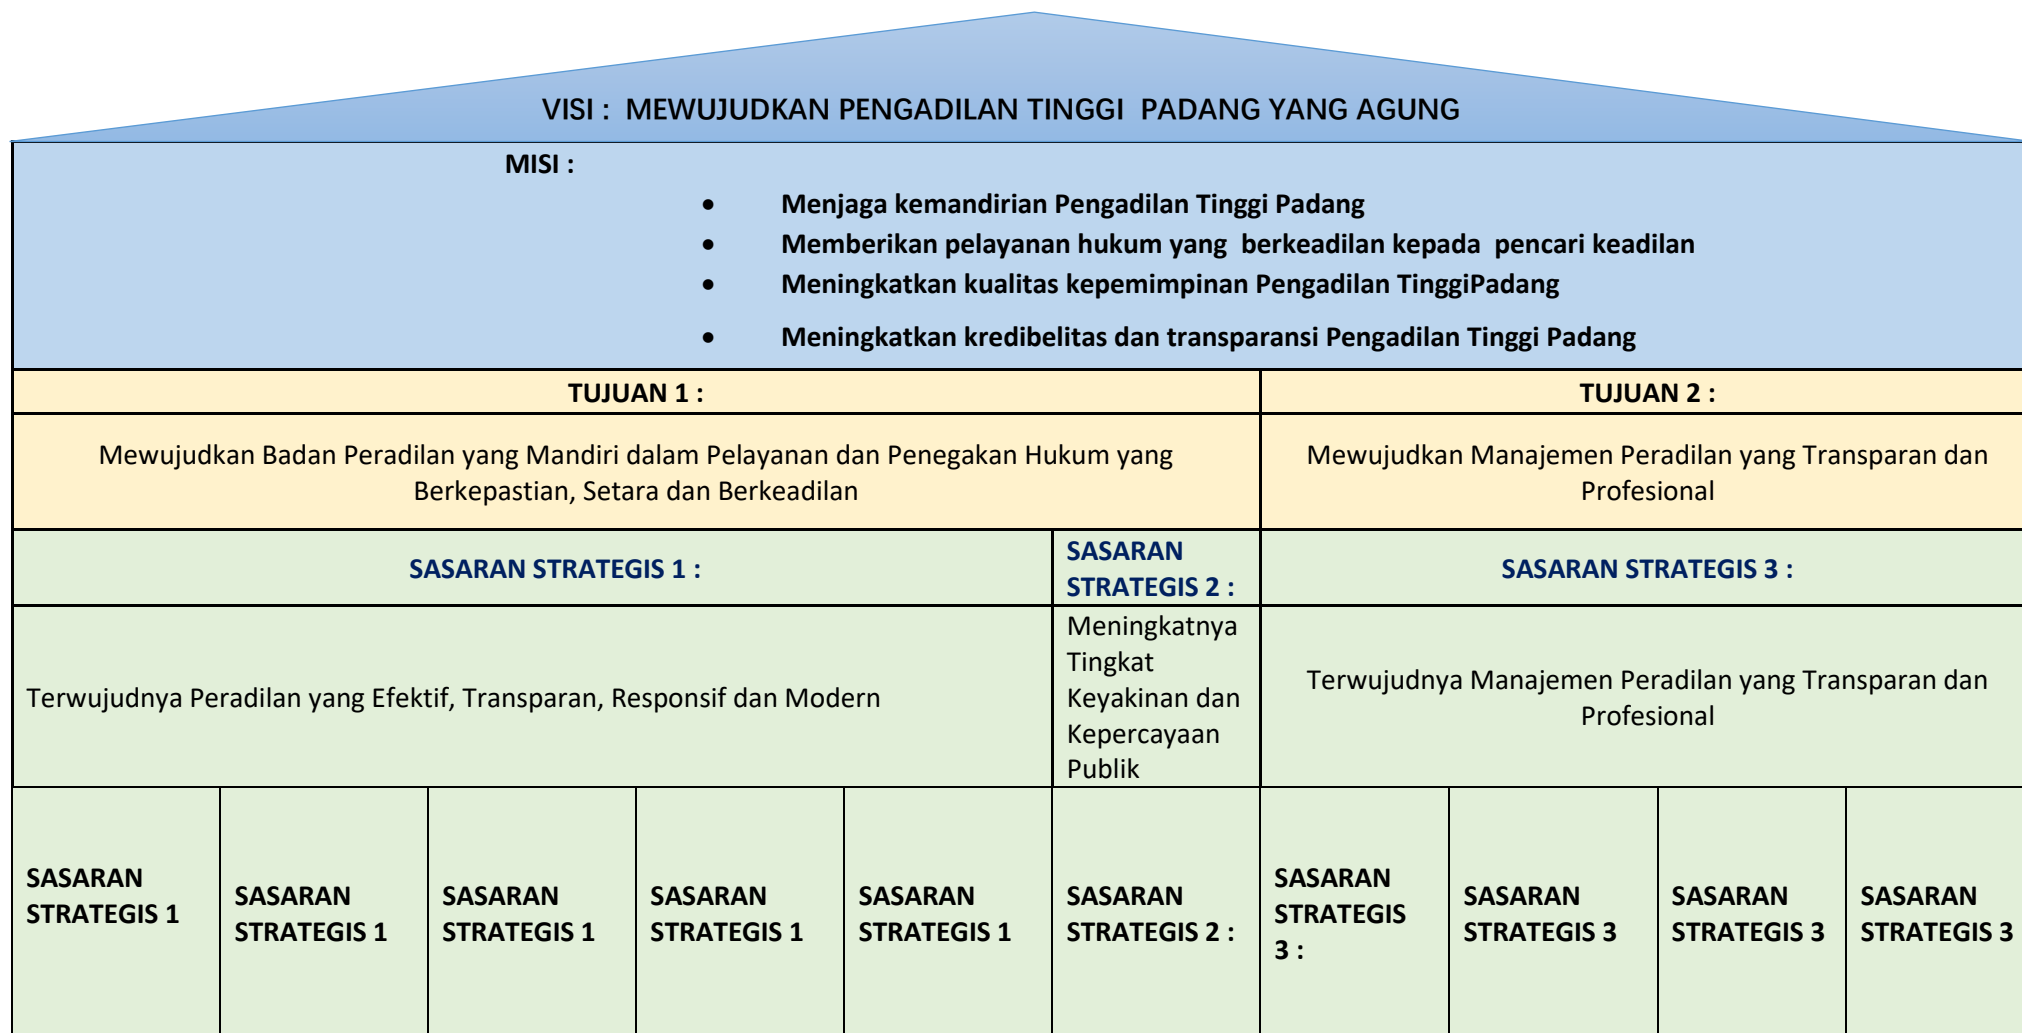 VISI : MEWUJUDKAN PENGADILAN TINGGI PADANG YANG AGUNG
MISI :
• Menjaga kemandirian Pengadilan Tinggi Padang
• Memberikan pelayanan hukum yang berkeadilan kepada pencari keadilan
• Meningkatkan kualitas kepemimpinan Pengadilan TinggiPadang
• Meningkatkan kredibelitas dan transparansi Pengadilan Tinggi Padang
TUJUAN 1 :
TUJUAN 2 :
Mewujudkan Badan Peradilan yang Mandiri dalam Pelayanan dan Penegakan Hukum yang
Berkepastian, Setara dan Berkeadilan
Mewujudkan Manajemen Peradilan yang Transparan dan
Profesional
SASARAN STRATEGIS 1 :
SASARAN
STRATEGIS 2 :
SASARAN STRATEGIS 3 :
Terwujudnya Peradilan yang Efektif, Transparan, Responsif dan Modern
Meningkatnya
Tingkat
Keyakinan dan
Kepercayaan
Publik
Terwujudnya Manajemen Peradilan yang Transparan dan
Profesional
SASARAN
STRATEGIS 1
SASARAN
STRATEGIS 1
SASARAN
STRATEGIS 1
SASARAN
STRATEGIS 1
SASARAN
STRATEGIS 1
SASARAN
STRATEGIS 2 :
SASARAN
STRATEGIS
3 :
SASARAN
STRATEGIS 3
SASARAN
STRATEGIS 3
SASARAN
STRATEGIS 3